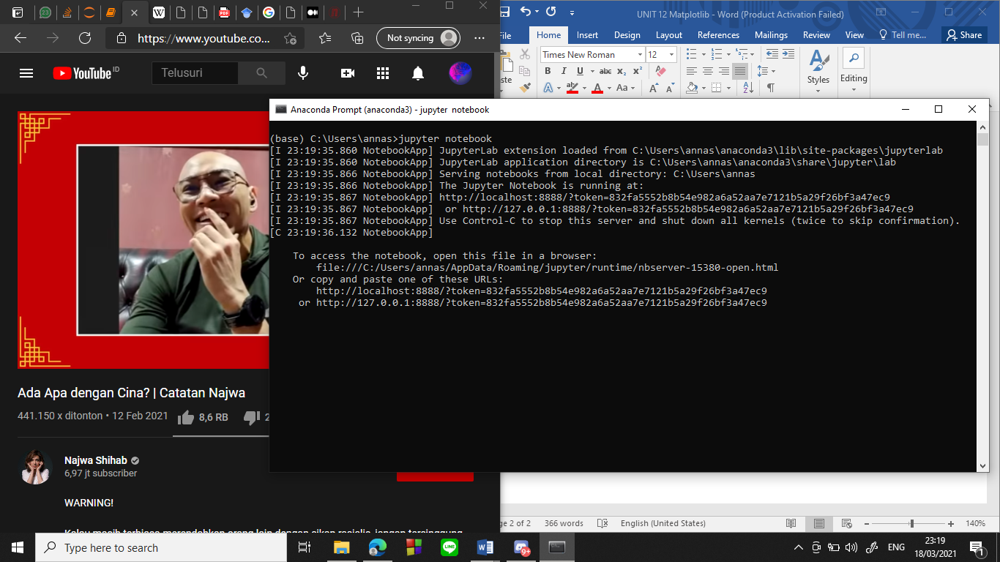 23
https://www.youtube.co...
Not syncing
YouTube ID
Telusuri
Ada Apa dengan Cina? | Catatan Najwa
441.150 x ditonton • 12 Feb 2021
8,6 RB
2
Najwa Shihab
6,97 jt subscriber
WARNING!
UNIT 12 Matplotlib - Word (Product Activation Failed)
File
Home
Insert
Design
Layout
References
Mailings
Review
View
Tell me...
Share
Times New Roman
12
Styles
Editing
Anaconda Prompt (anaconda3) - jupyter notebook
(base) C:\Users\annas>jupyter notebook
[I 23:19:35.860 NotebookApp] JupyterLab extension loaded from C:\Users\annas\anaconda3\lib\site-packages\jupyterlab
[I 23:19:35.860 NotebookApp] JupyterLab application directory is C:\Users\annas\anaconda3\share\jupyter\lab
[I 23:19:35.866 NotebookApp] Serving notebooks from local directory: C:\Users\annas
[I 23:19:35.866 NotebookApp] The Jupyter Notebook is running at:
[I 23:19:35.867 NotebookApp] http://localhost:8888/?token=832fa5552b8b54e982a6a52aa7e7121b5a29f26bf3a47ec9
[I 23:19:35.867 NotebookApp]  or http://127.0.0.1:8888/?token=832fa5552b8b54e982a6a52aa7e7121b5a29f26bf3a47ec9
[I 23:19:35.867 NotebookApp] Use Control-C to stop this server and shut down all kernels (twice to skip confirmation).
[C 23:19:36.132 NotebookApp]
To access the notebook, open this file in a browser:
file:///C:/Users/annas/AppData/Roaming/jupyter/runtime/nbserver-15380-open.html
Or copy and paste one of these URLs:
http://localhost:8888/?token=832fa5552b8b54e982a6a52aa7e7121b5a29f26bf3a47ec9
or http://127.0.0.1:8888/?token=832fa5552b8b54e982a6a52aa7e7121b5a29f26bf3a47ec9
ge 2 of 2
366 words
English (United States)
140%
Type here to search
9+
ENG
23:19
18/03/2021
1